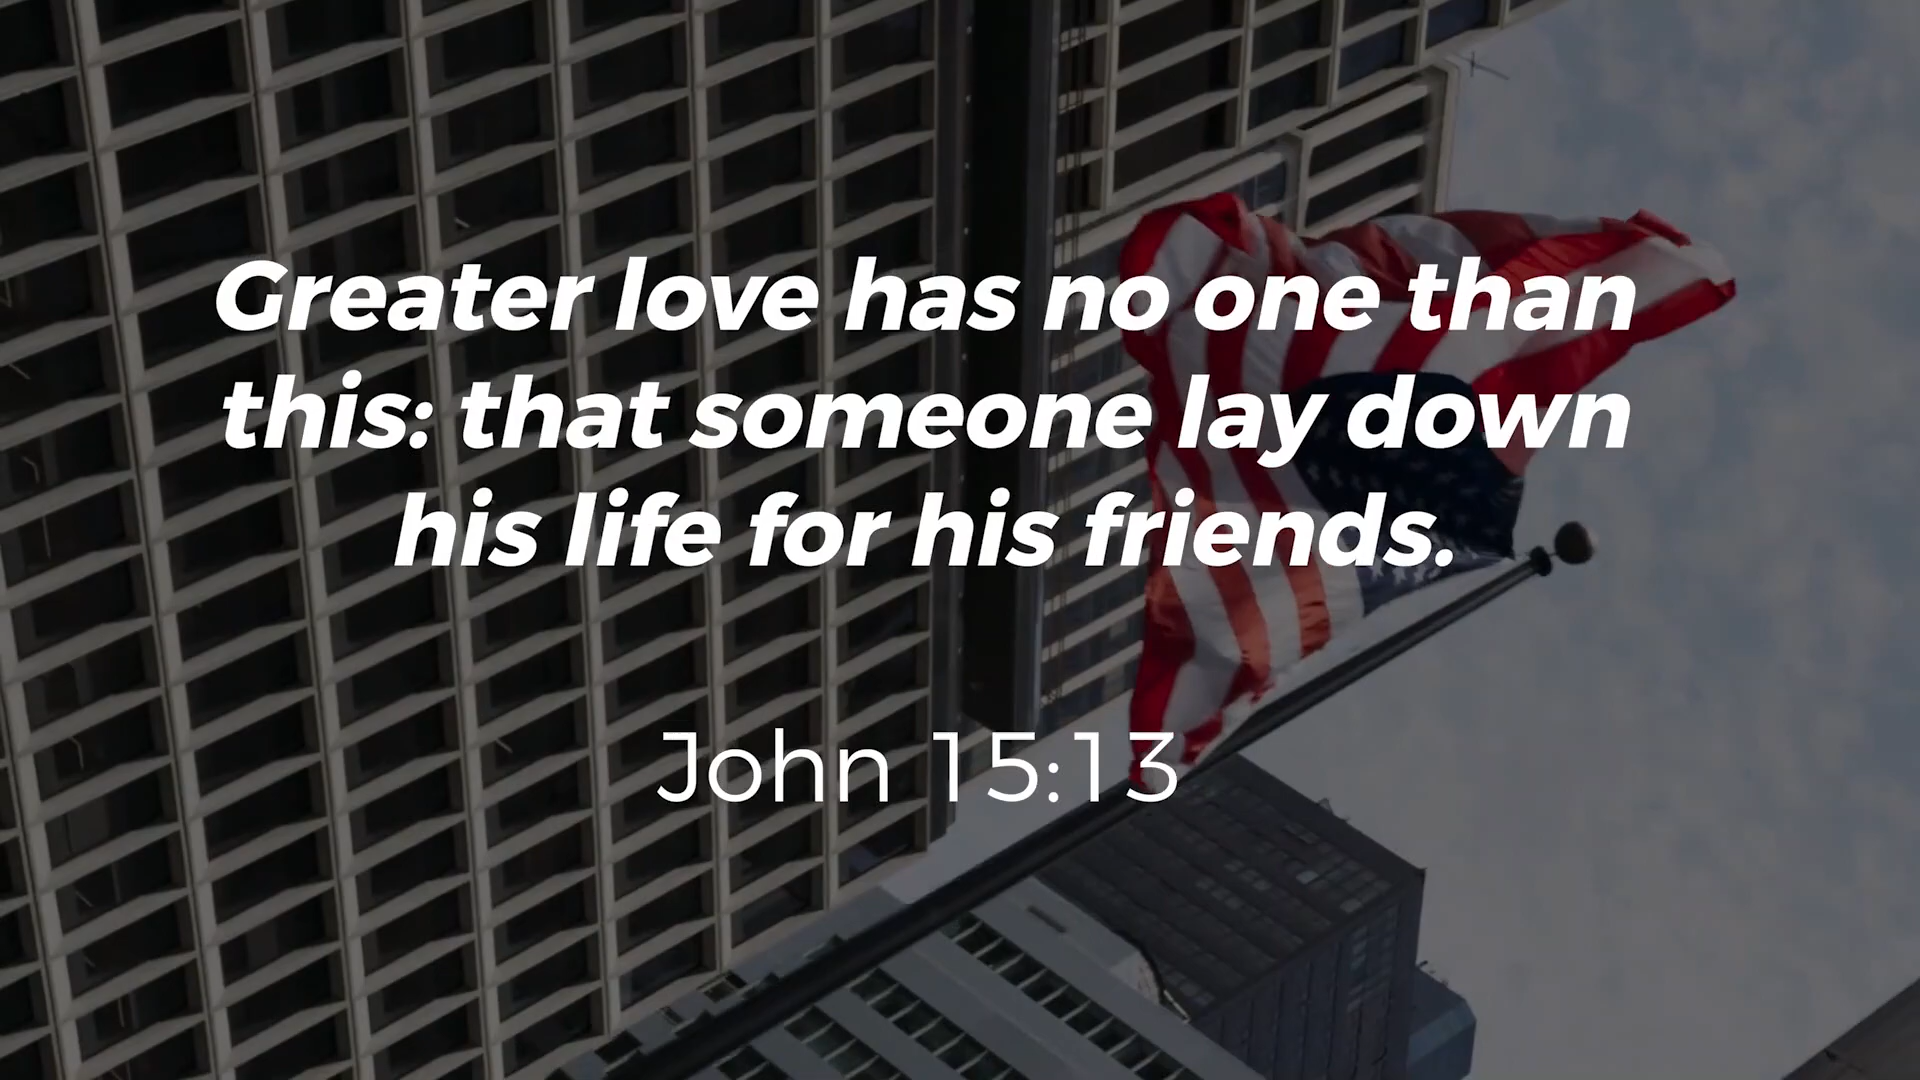 Greater love has no one than
this: that someone lay down
his life for his friends.
John 15:13